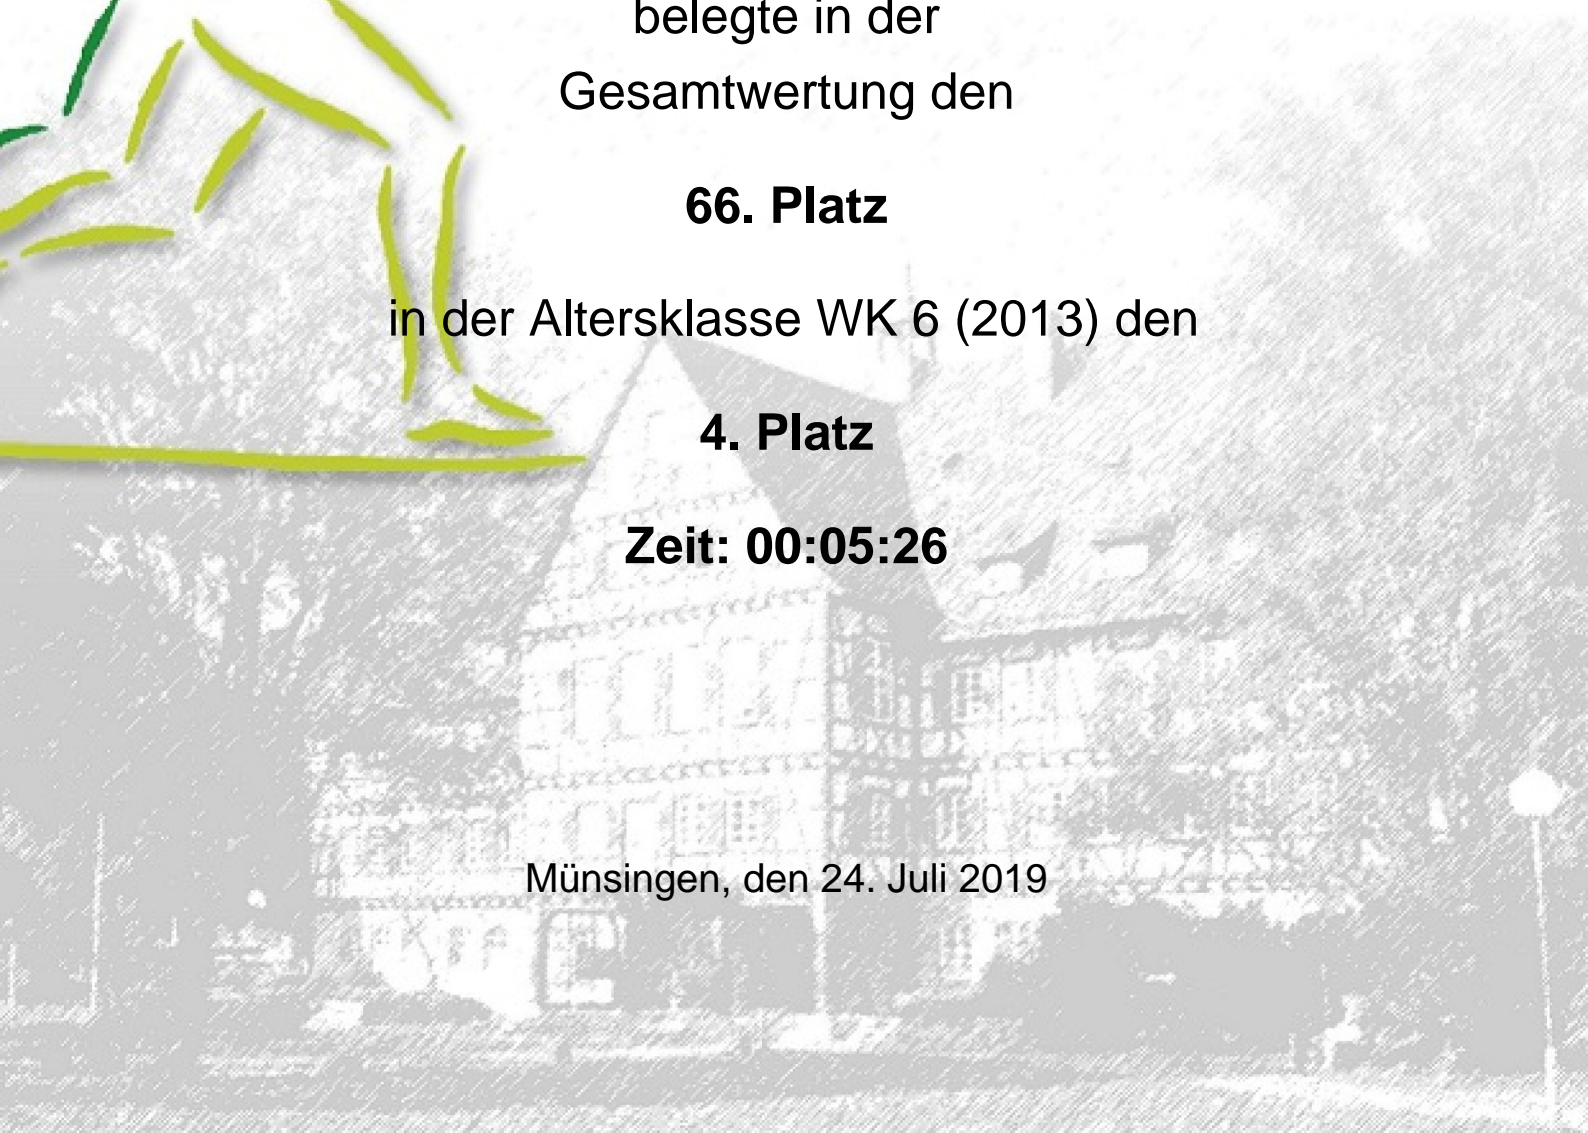 belegte in der
Gesamtwertung den
66. Platz
in der Altersklasse WK 6 (2013) den
4. Platz
Zeit: 00:05:26
Münsingen, den 24. Juli 2019